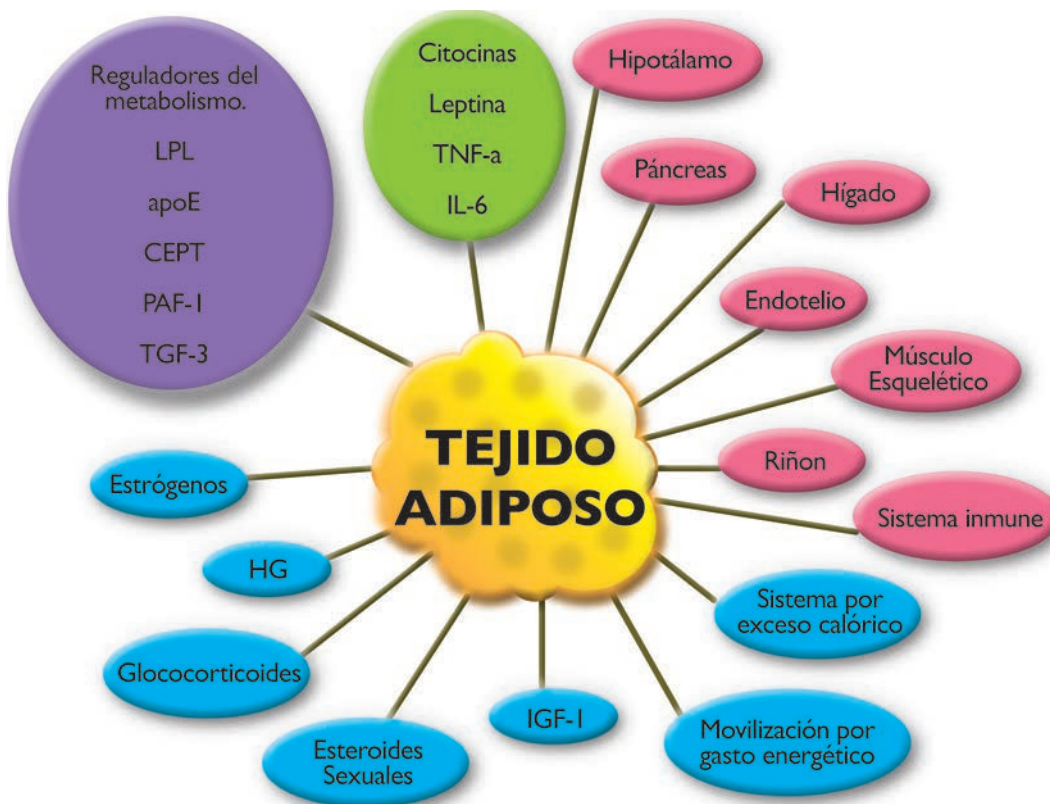 Reguladores del
metabolismo.
LPL
apoE
CEPT
PAF-1
TGF-3
Citocinas
Leptina
TNF-a
IL-6
Hipotálamo
Páncreas
Hígado
Endotelio
Músculo
Esquelético
Riñon
Sistema inmune
TEJIDO
ADIPOSO
Estrógenos
HG
Glococorticoides
Esteroides
Sexuales
IGF-1
Movilización por
gasto energético
Sistema por
exceso calórico